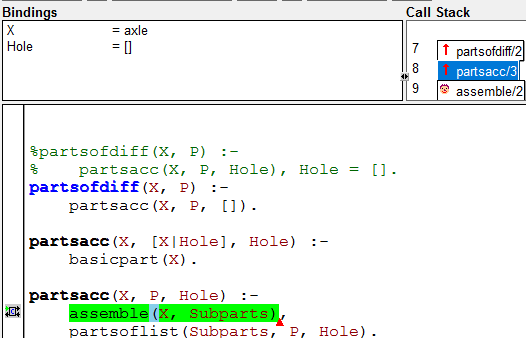 Bindings
X = axle
Hole = []
Call Stack
7 partsofdiff/2
8 partsacc/3
9 assemble/2
%partsofdiff(X, P) :-
%    partsacc(X, P, Hole), Hole = [].
partsofdiff(X, P) :-
    partsacc(X, P, []).
partsacc(X, [X|Hole], Hole) :-
    basicpart(X).
partsacc(X, P, Hole) :-
    assemble(X, Subparts),
    partsoflist(Subparts, P, Hole).